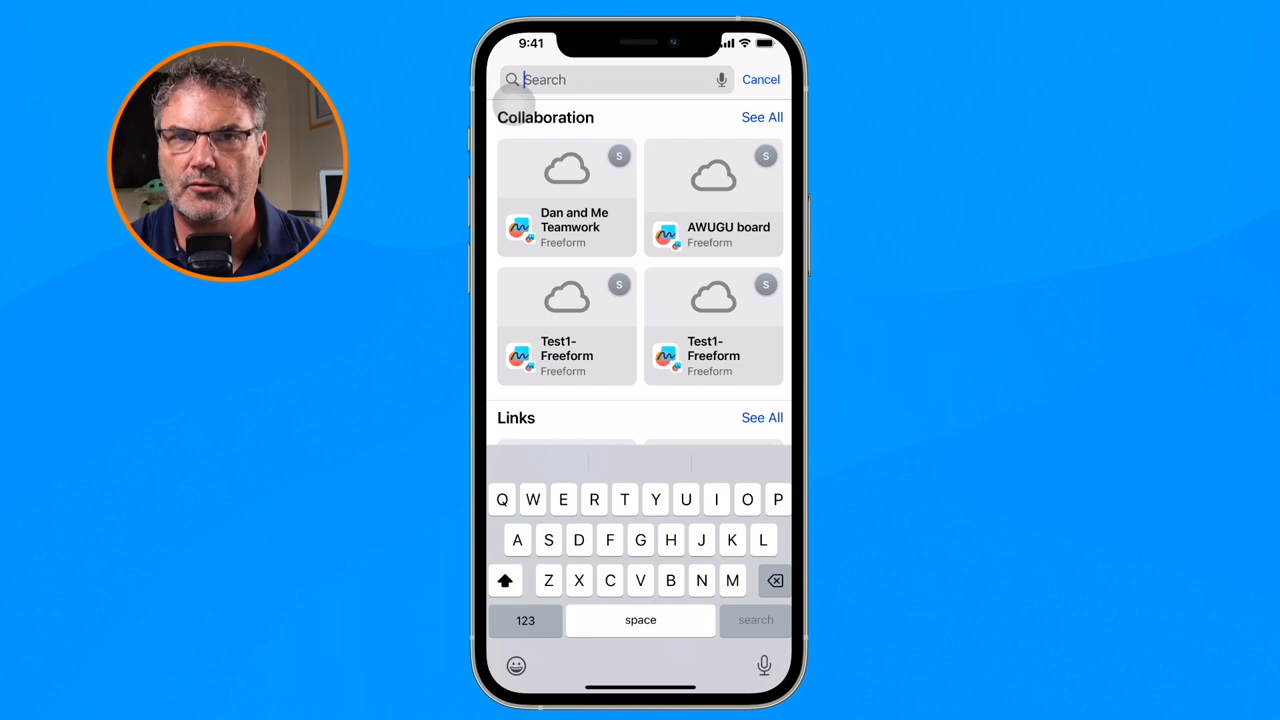 9:41
Search
Cancel
Collaboration
See All
S
S
Dan and Me
Teamwork
Freeform
AWUGU board
Freeform
S
S
Test1-
Freeform
Freeform
Test1-
Freeform
Freeform
Links
See All
Q W E R T Y U I O P
A S D F G H J K L
Z X C V B N M
123
space
search